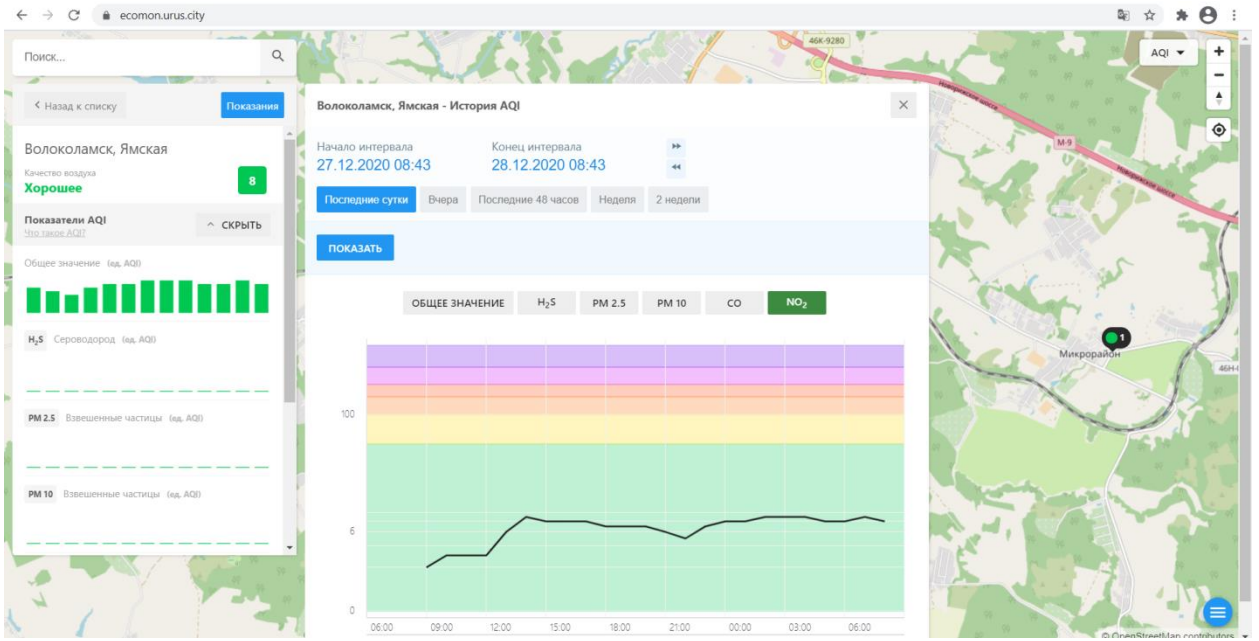 ecomon.urus.city
Поиск...
Назад к списку
Показания
Волоколамск, Ямская
Качество воздуха
Хорошее
8
Показатели AQI
Что такое AQI?
СКРЫТЬ
Общее значение (ед. AQI)
H₂S Сероводород (ед. AQI)
PM 2.5 Взвешенные частицы (ед. AQI)
PM 10 Взвешенные частицы (ед. AQI)
Волоколамск, Ямская - История AQI
Начало интервала
27.12.2020 08:43
Конец интервала
28.12.2020 08:43
Последние сутки
Вчера
Последние 48 часов
Неделя
2 недели
ПОКАЗАТЬ
ОБЩЕЕ ЗНАЧЕНИЕ
H₂S
PM 2.5
PM 10
CO
NO₂
100
6
0
06:00 09:00 12:00 15:00 18:00 21:00 00:00 03:00 06:00
46К-9280
AQI
Новорижское шоссе
М-9
Новорижское шоссе
1
Микрорайон
46Н-
© OpenStreetMap contributors